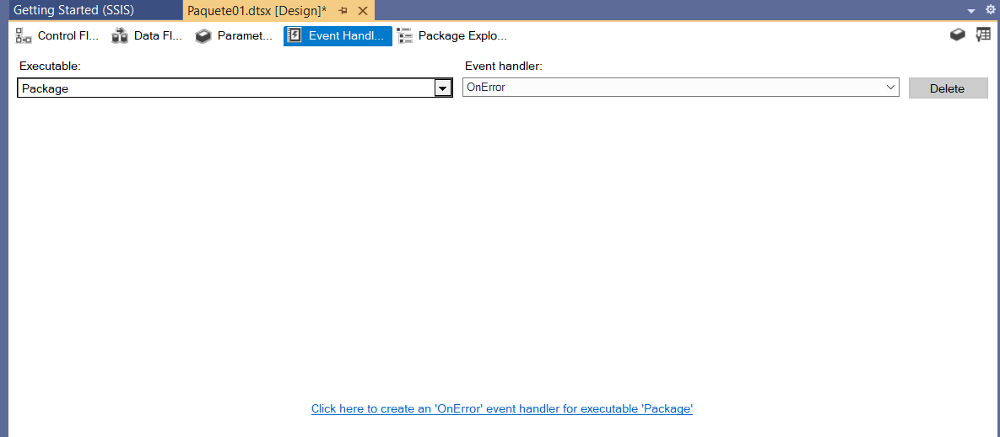 Getting Started (SSIS) Paquete01.dtsx [Design]*
Control Fl... Data Fl... Paramet... Event Handl... Package Explo...
Executable: Event handler:
Package OnError Delete
Click here to create an 'OnError' event handler for executable 'Package'